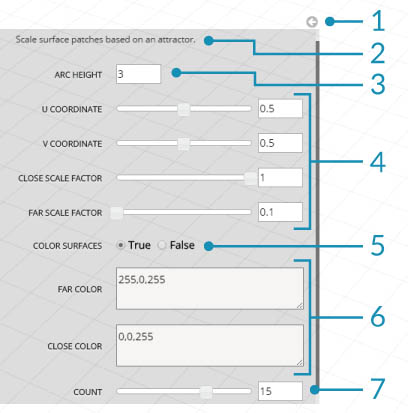 1
Scale surface patches based on an attractor.
2
ARC HEIGHT 3
3
U COORDINATE 0.5
V COORDINATE 0.5
4
CLOSE SCALE FACTOR 1
FAR SCALE FACTOR 0.1
COLOR SURFACES True False
5
FAR COLOR 255,0,255
6
CLOSE COLOR 0,0,255
COUNT 15
7